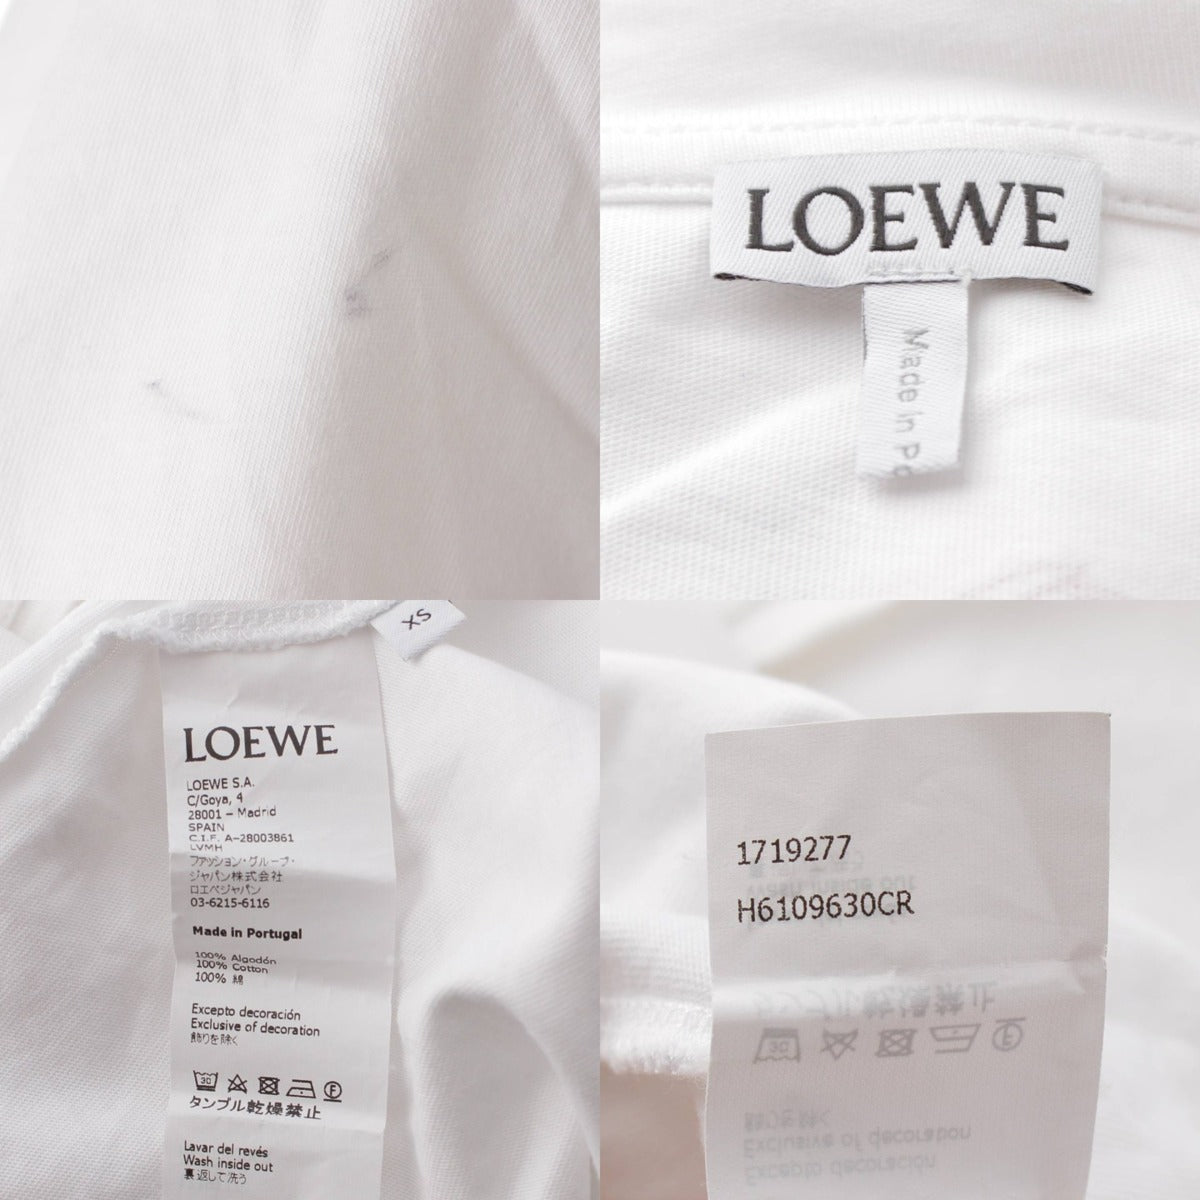 LOEWE
Made in Po
XS
LOEWE
LOEWE S.A.
C/Goya, 4
28001 – Madrid
SPAIN
C.I.F. A–28003861
LVMH
ファッション・グループ・
ジャパン株式会社
ロエベジャパン
03-6215-6116
Made in Portugal
100% Algodón
100% Cotton
100% 綿
Excepto decoración
Exclusive of decoration
飾りを除く
30
F
タンブル乾燥禁止
Lavar del revés
Wash inside out
裏返して洗う
1719277
H6109630CR